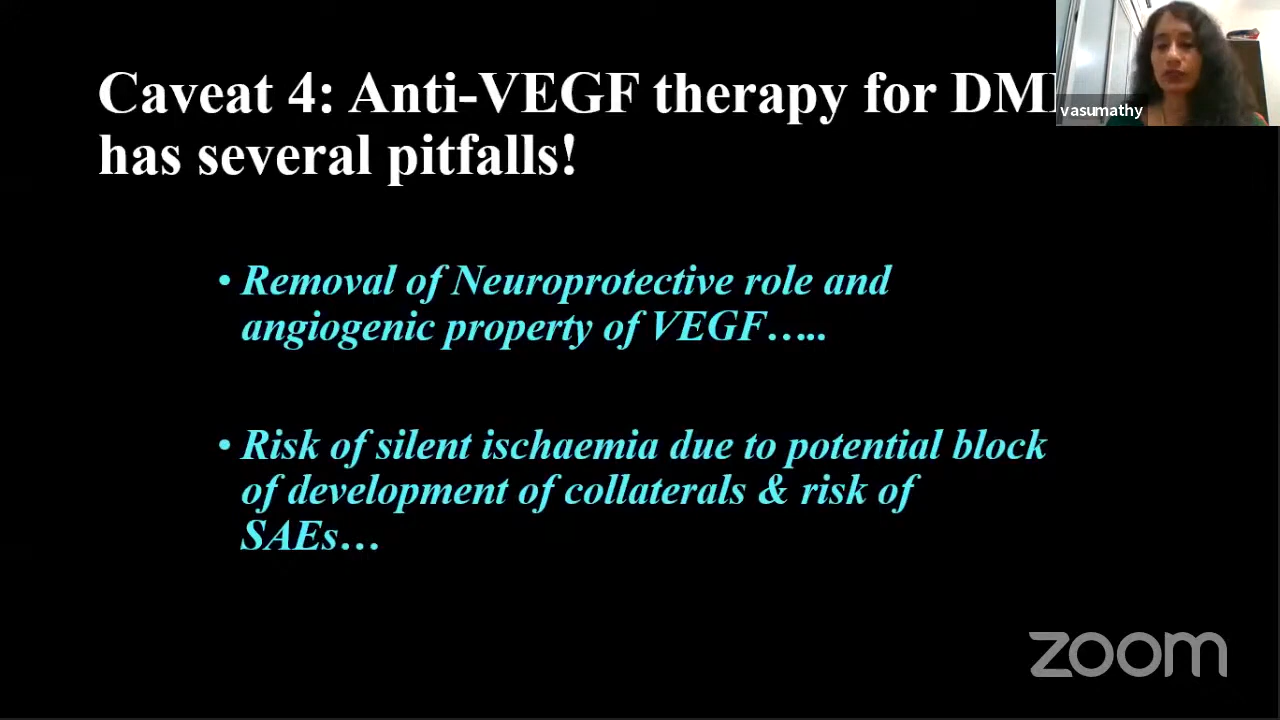 Caveat 4: Anti-VEGF therapy for
has several pitfalls!
vasumathy
• Removal of Neuroprotective role and
angiogenic property of VEGF…..
• Risk of silent ischaemia due to potential block
of development of collaterals & risk of
SAEs…
zoom